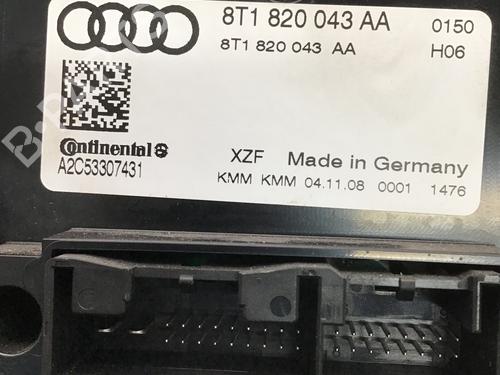 8T1 820 043 AA 0150
8T1 820 043 AA H06
Continental
A2C53307431
XZF Made in Germany
KMM KMM 04.11.08 0001 1476